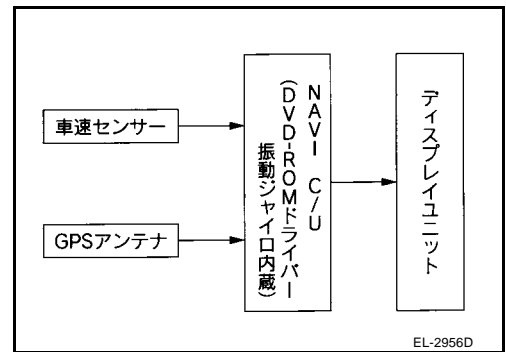 車速センサー
GPSアンテナ
NAVI C/U
(DVD-ROMドライバー
振動ジャイロ内蔵)
ディスプレイユニット
EL-2956D